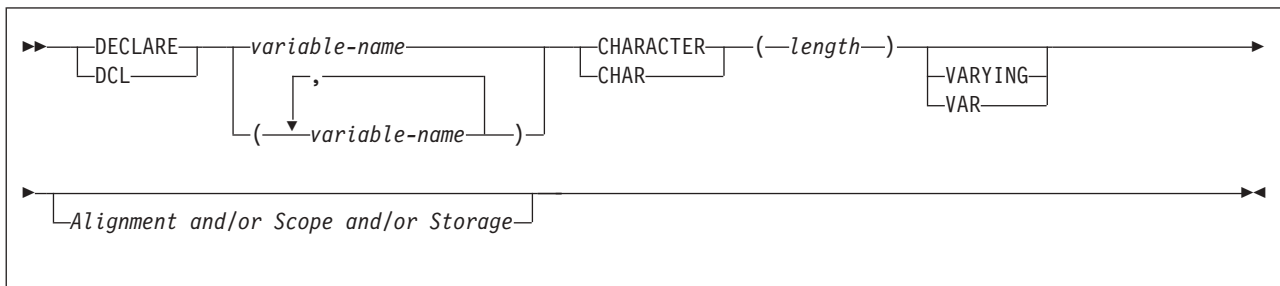 DECLARE variable-name CHARACTER ( length )
DCL , CHAR VARYING
VAR
( variable-name )
Alignment and/or Scope and/or Storage